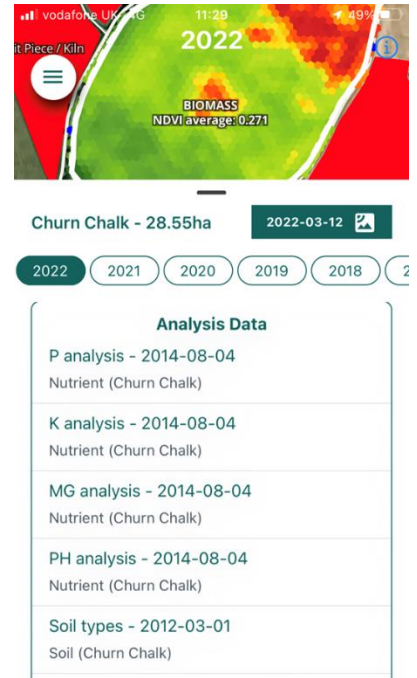 vodafone UK 4G 11:29 49%
2022
it Piece / Kiln
BIOMASS
NDVI average: 0.271
Churn Chalk - 28.55ha
2022-03-12
2022 2021 2020 2019 2018 2
Analysis Data
P analysis - 2014-08-04
Nutrient (Churn Chalk)
K analysis - 2014-08-04
Nutrient (Churn Chalk)
MG analysis - 2014-08-04
Nutrient (Churn Chalk)
PH analysis - 2014-08-04
Nutrient (Churn Chalk)
Soil types - 2012-03-01
Soil (Churn Chalk)